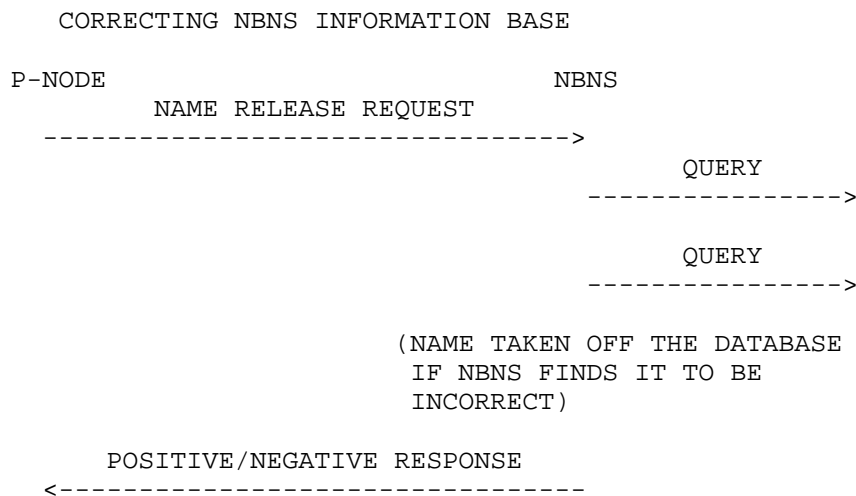 CORRECTING NBNS INFORMATION BASE
P-NODE NBNS
NAME RELEASE REQUEST
--------------------------------->
QUERY
---------------->
QUERY
---------------->
(NAME TAKEN OFF THE DATABASE
IF NBNS FINDS IT TO BE
INCORRECT)
POSITIVE/NEGATIVE RESPONSE
<---------------------------------